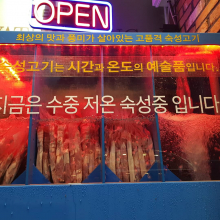 OPEN
최상의 맛과 풍미가 살아있는 고품격 숙성고기
숙성고기는 시간과 온도의 예술품입니다.
지금은 수중 저온 숙성중 입니다